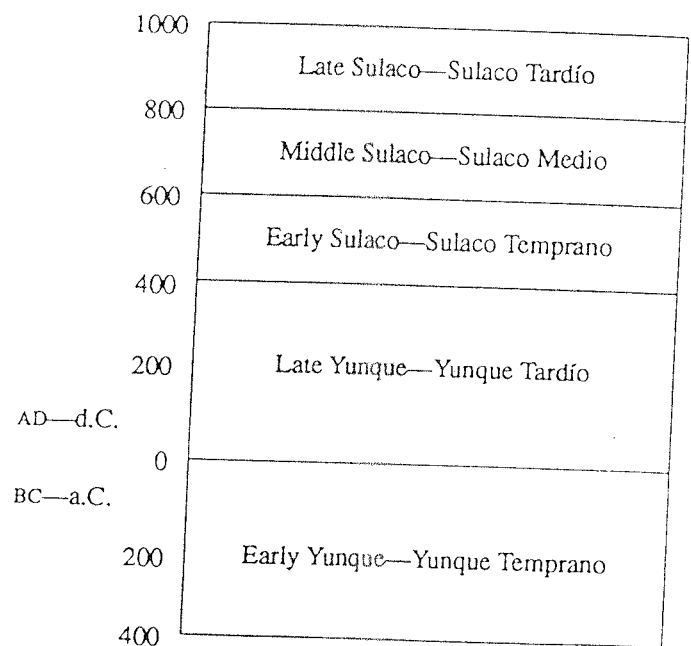 1000
Late Sulaco—Sulaco Tardío
800
Middle Sulaco—Sulaco Medio
600
Early Sulaco—Sulaco Temprano
400
200 Late Yunque—Yunque Tardío
AD—d.C.
0
BC—a.C.
200 Early Yunque—Yunque Temprano
400